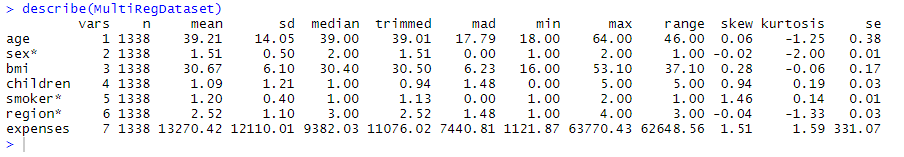 > describe(MultiRegDataset)
vars n mean sd median trimmed mad min max range skew kurtosis se
age 1 1338 39.21 14.05 39.00 39.01 17.79 18.00 64.00 46.00 0.06 -1.25 0.38
sex* 2 1338 1.51 0.50 2.00 1.51 0.00 1.00 2.00 1.00 -0.02 -2.00 0.01
bmi 3 1338 30.67 6.10 30.40 30.50 6.23 16.00 53.10 37.10 0.28 -0.06 0.17
children 4 1338 1.09 1.21 1.00 0.94 1.48 0.00 5.00 5.00 0.94 0.19 0.03
smoker* 5 1338 1.20 0.40 1.00 1.13 0.00 1.00 2.00 1.00 1.46 0.14 0.01
region* 6 1338 2.52 1.10 3.00 2.52 1.48 1.00 4.00 3.00 -0.04 -1.33 0.03
expenses 7 1338 13270.42 12110.01 9382.03 11076.02 7440.81 1121.87 63770.43 62648.56 1.51 1.59 331.07
>